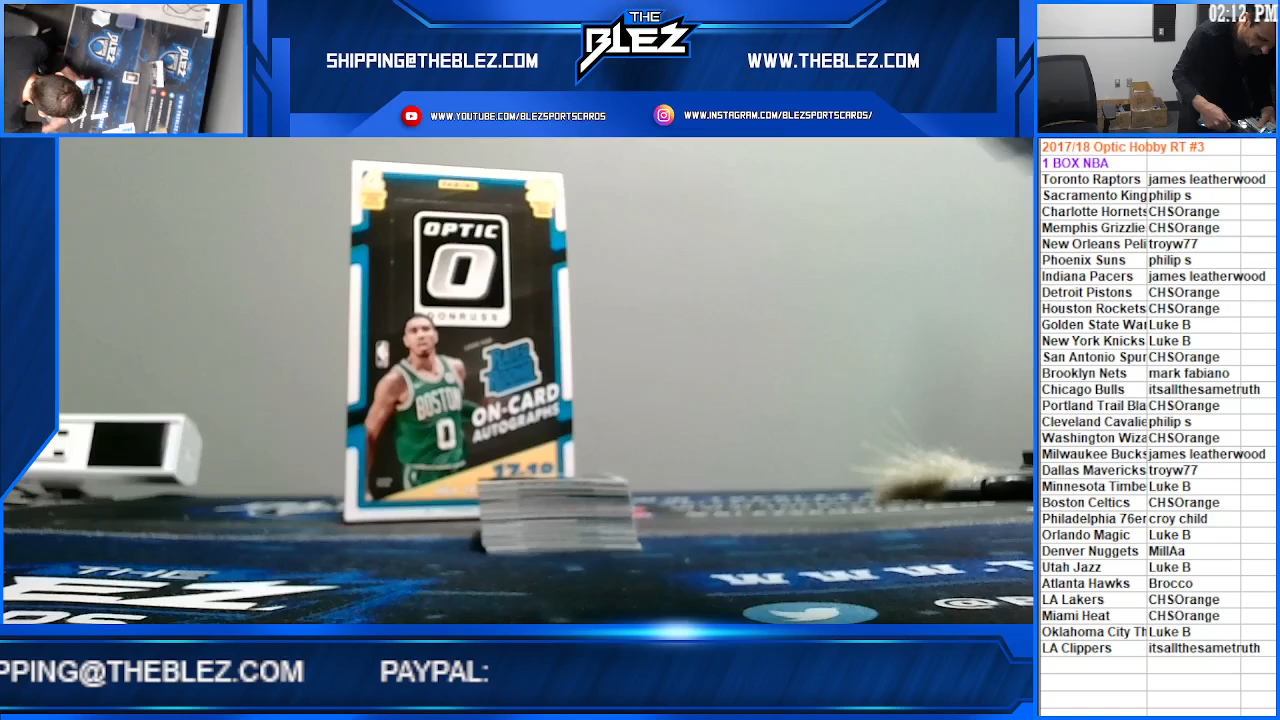 02:12 PM
THE
BLEZ
SHIPPING@THEBLEZ.COM
WWW.THEBLEZ.COM
WWW.YOUTUBE.COM/BLEZSPORTSCARDS
WWW.INSTAGRAM.COM/BLEZSPORTSCARDS/
PANINI
OPTIC
DONRUSS
BOSTON
0
ON-CARD
AUTOGRAPHS
17-18
THE
2017/18 Optic Hobby RT #3
1 BOX NBA
Toronto Raptors james leatherwood
Sacramento King philip s
Charlotte Hornets CHSOrange
Memphis Grizzlie CHSOrange
New Orleans Peli troyw77
Phoenix Suns philip s
Indiana Pacers james leatherwood
Detroit Pistons CHSOrange
Houston Rockets CHSOrange
Golden State War Luke B
New York Knicks Luke B
San Antonio Spur CHSOrange
Brooklyn Nets mark fabiano
Chicago Bulls itsallthesametruth
Portland Trail Bla CHSOrange
Cleveland Cavalie philip s
Washington Wiza CHSOrange
Milwaukee Bucks james leatherwood
Dallas Mavericks troyw77
Minnesota Timbe Luke B
Boston Celtics CHSOrange
Philadelphia 76er croy child
Orlando Magic Luke B
Denver Nuggets MillAa
Utah Jazz Luke B
Atlanta Hawks Brocco
LA Lakers CHSOrange
Miami Heat CHSOrange
Oklahoma City Th Luke B
LA Clippers itsallthesametruth
PPING@THEBLEZ.COM PAYPAL: